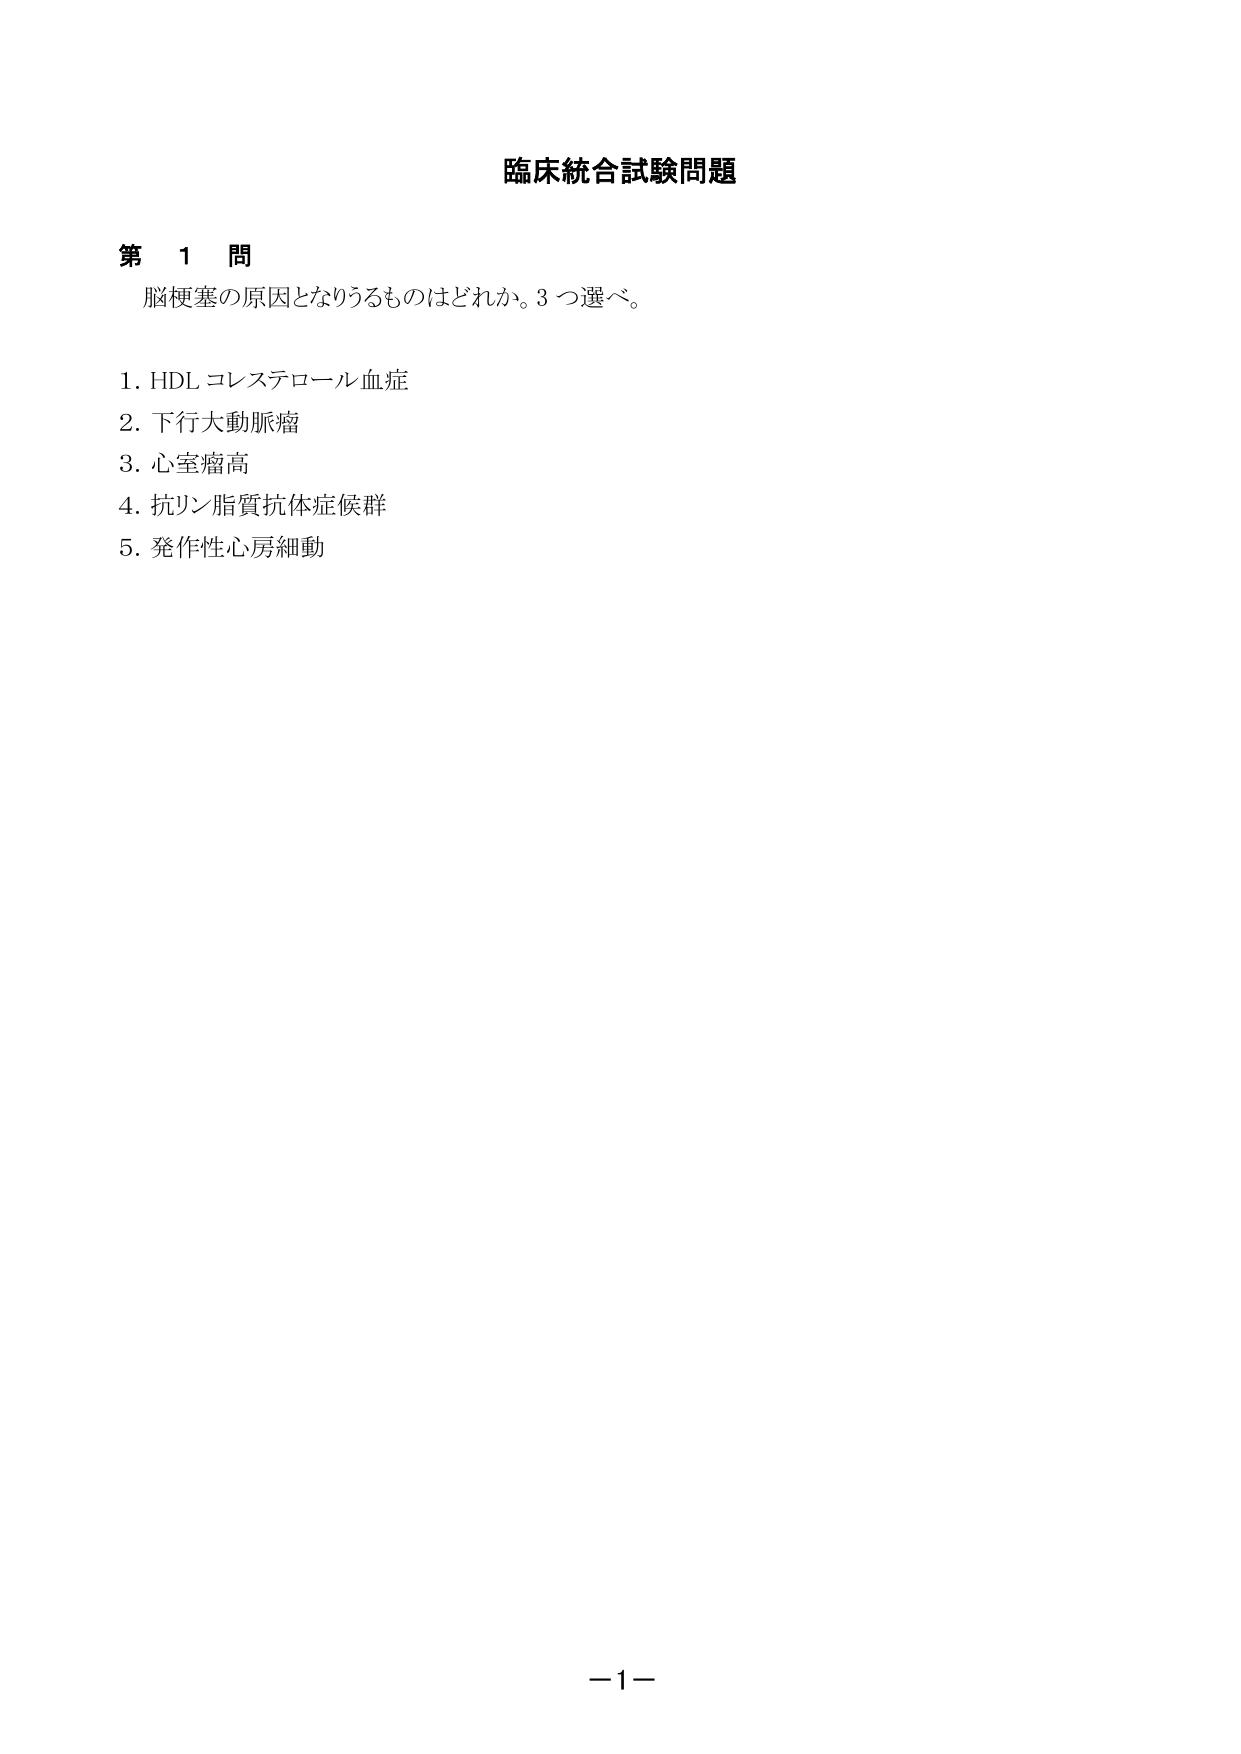 臨床統合試験問題
第　1　問
脳梗塞の原因となりうるものはどれか。3 つ選べ。
1. HDL コレステロール血症
2. 下行大動脈瘤
3. 心室瘤高
4. 抗リン脂質抗体症候群
5. 発作性心房細動
－1－